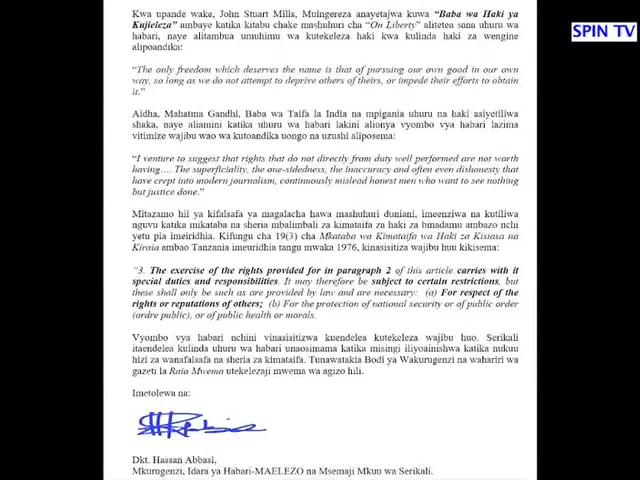 SPIN TV
Kwa upande wake, John Stuart Mills, Muingereza anayetajwa kuwa "Baba wa Haki ya
Kujieleza" ambaye katika kitabu chake mashuhuri cha "On Liberty" alitetea sana uhuru wa
habari, naye alitambua umuhimu wa kutekeleza haki kwa kulinda haki za wengine
alipoandika:
"The only freedom which deserves the name is that of pursuing our own good in our own
way, so long as we do not attempt to deprive others of theirs, or impede their efforts to obtain
it."
Aidha, Mahatma Gandhi, Baba wa Taifa la India na mpigania uhuru na haki asiyetiliwa
shaka, naye aliamini katika uhuru wa habari lakini alionya vyombo vya habari lazima
vitimize wajibu wao wa kutoandika uongo na uzushi aliposema:
"I venture to suggest that rights that do not directly from duty well performed are not worth
having.... The superficiality, the one-sidedness, the inaccuracy and often even dishonesty that
have crept into modern journalism, continuously mislead honest men who want to see nothing
but justice done."
Mitazamo hii ya kifalsafa ya magalacha hawa mashuhuri duniani, imeenziwa na kutiliwa
nguvu katika mikataba na sheria mbalimbali za kimataifa za haki za binadamu ambazo nchi
yetu pia imeiridhia. Kifungu cha 19(3) cha Mkataba wa Kimataifa wa Haki za Kisiasa na
Kiraia ambao Tanzania imeuridhia tangu mwaka 1976, kinasisitiza wajibu huu kikisema:
"3. The exercise of the rights provided for in paragraph 2 of this article carries with it
special duties and responsibilities. It may therefore be subject to certain restrictions, but
these shall only be such as are provided by law and are necessary: (a) For respect of the
rights or reputations of others; (b) For the protection of national security or of public order
(ordre public), or of public health or morals.
Vyombo vya habari nchini vinasisitizwa kuendelea kutekeleza wajibu huo. Serikali
itaendelea kulinda uhuru wa habari unaosimama katika misingi iliyoainishwa katika nukuu
hizi za wanafalsafa na sheria za kimataifa. Tunawatakia Bodi ya Wakurugenzi na wahariri wa
gazeti la Raia Mwema utekelezaji mwema wa agizo hili.
Imetolewa na:
Dkt. Hassan Abbasi,
Mkurugenzi, Idara ya Habari-MAELEZO na Msemaji Mkuu wa Serikali.